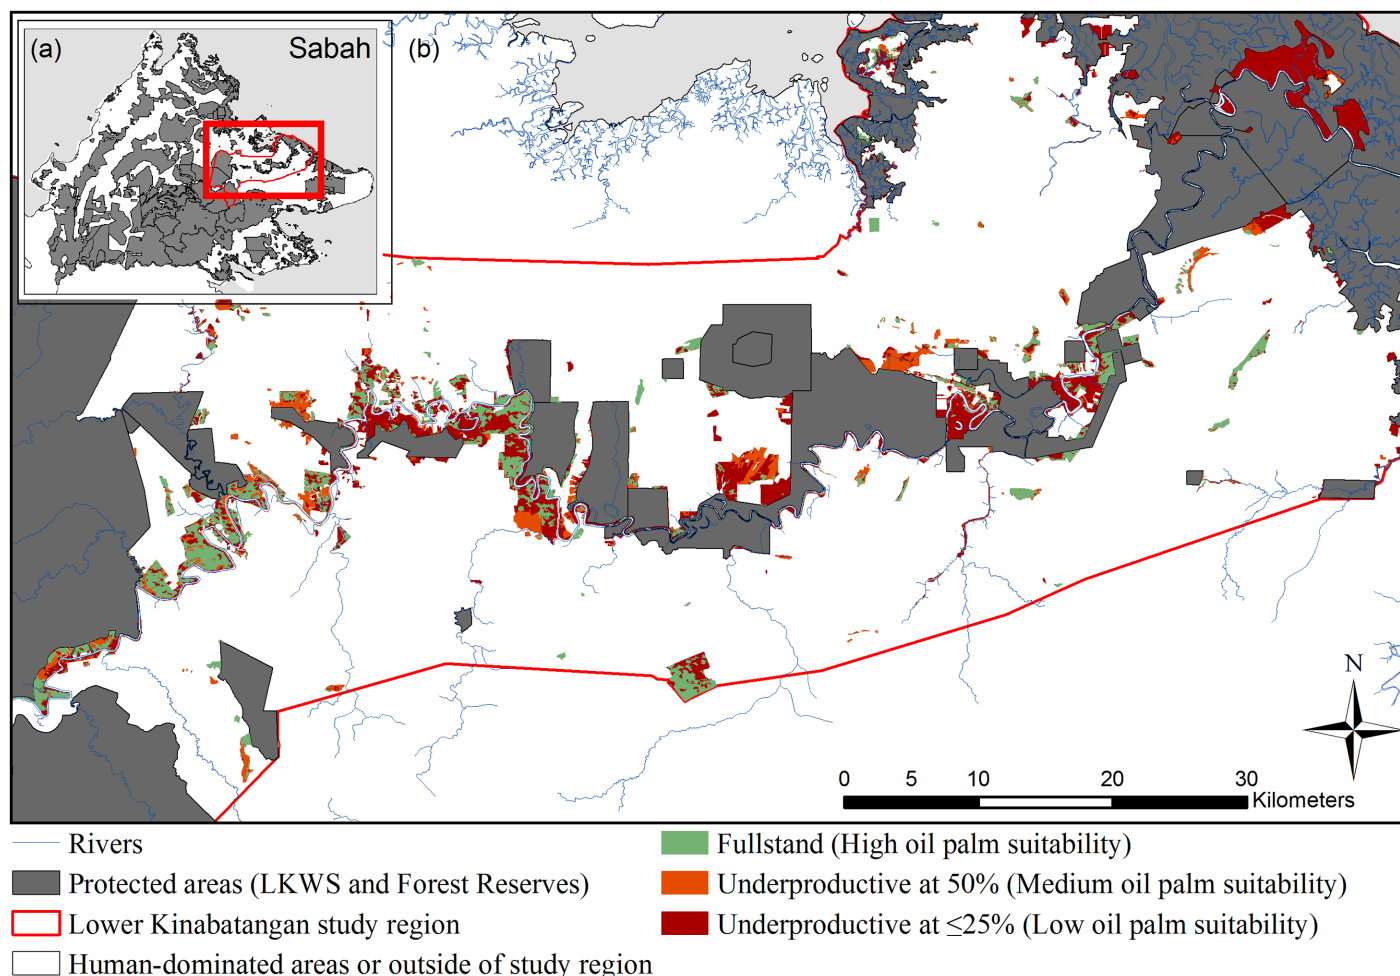 (a)
Sabah
(b)
N
0 5 10 20 30
Kilometers
Rivers
Protected areas (LKWS and Forest Reserves)
Lower Kinabatangan study region
Human-dominated areas or outside of study region
Fullstand (High oil palm suitability)
Underproductive at 50% (Medium oil palm suitability)
Underproductive at ≤25% (Low oil palm suitability)